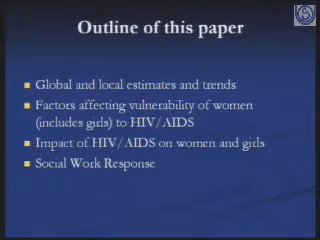 Outline of this paper
Global and local estimates and trends
Factors affecting vulnerability of women
(includes girls) to HIV/AIDS
Impact of HIV/AIDS on women and girls
Social Work Response